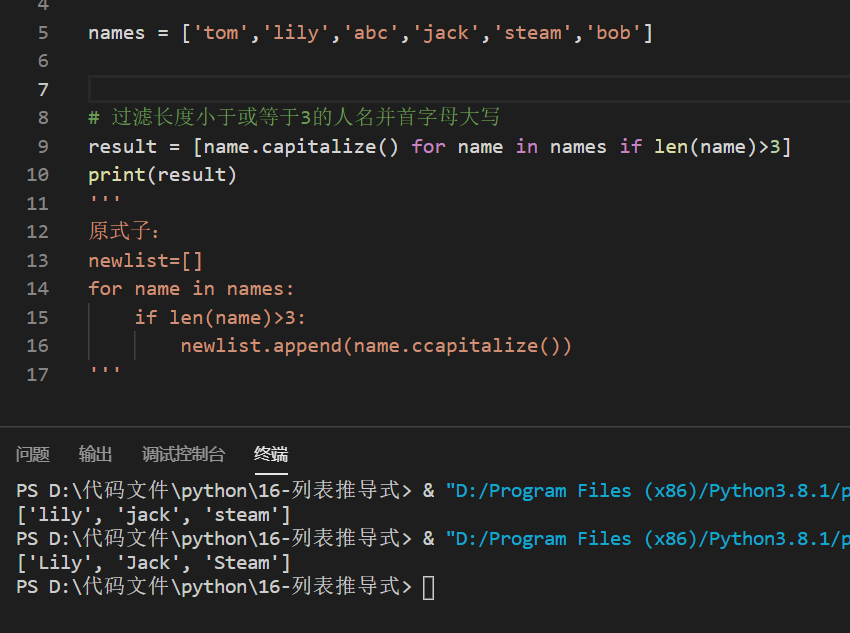 4
5 names = ['tom','lily','abc','jack','steam','bob']
6
7
8 # 过滤长度小于或等于3的人名并首字母大写
9 result = [name.capitalize() for name in names if len(name)>3]
10 print(result)
11 '''
12 原式子:
13 newlist=[]
14 for name in names:
15 if len(name)>3:
16 newlist.append(name.ccapitalize())
17 '''
问题 输出 调试控制台 终端
PS D:\代码文件\python\16-列表推导式> & "D:/Program Files (x86)/Python3.8.1/p
['lily', 'jack', 'steam']
PS D:\代码文件\python\16-列表推导式> & "D:/Program Files (x86)/Python3.8.1/p
['Lily', 'Jack', 'Steam']
PS D:\代码文件\python\16-列表推导式>